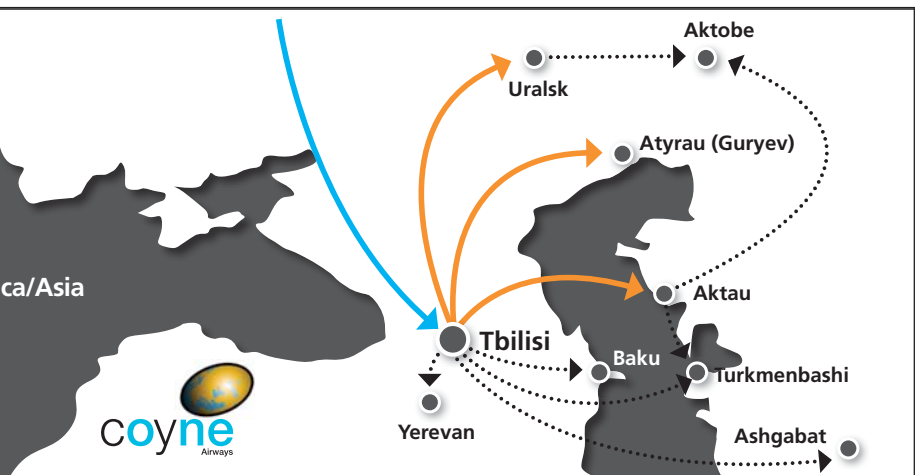 Aktobe
Uralsk
Atyrau (Guryev)
ca/Asia
Aktau
Tbilisi
Baku
Turkmenbashi
Yerevan
Ashgabat
coyne
Airways